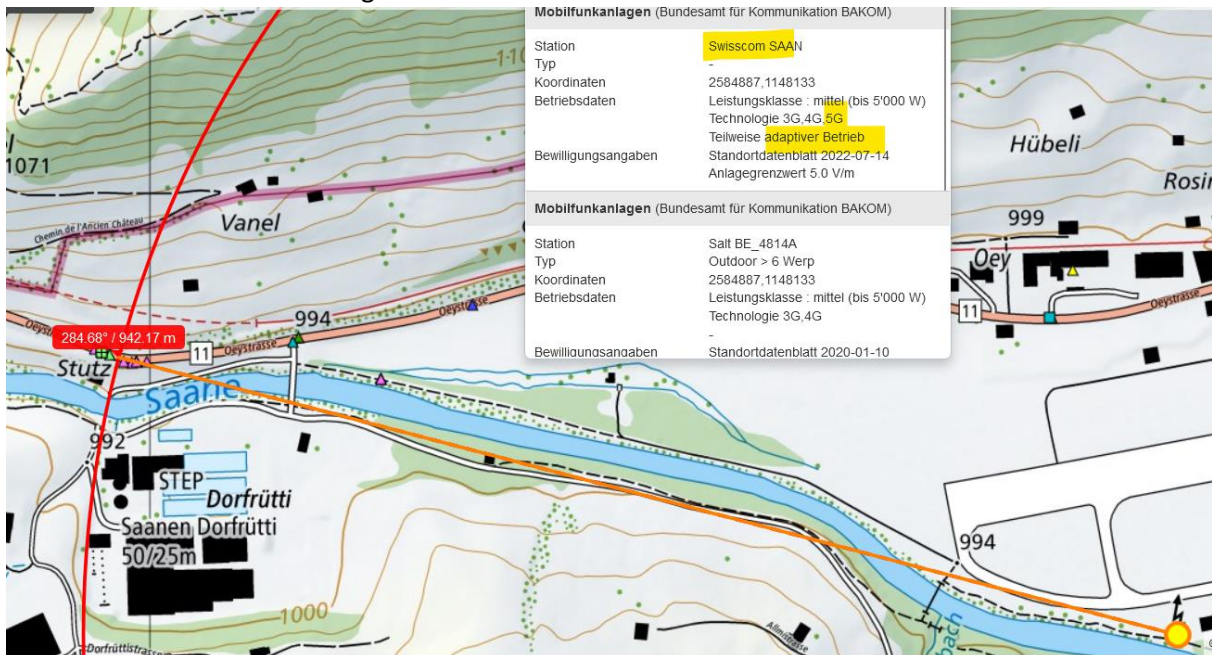 Mobilfunkanlagen (Bundesamt für Kommunikation BAKOM)
Station Swisscom SAAN
Typ -
Koordinaten 2584887,1148133
Betriebsdaten Leistungsklasse : mittel (bis 5'000 W)
Technologie 3G,4G,5G
Teilweise adaptiver Betrieb
Bewilligungsangaben Standortdatenblatt 2022-07-14
Anlagegrenzwert 5.0 V/m
Mobilfunkanlagen (Bundesamt für Kommunikation BAKOM)
Station Salt BE_4814A
Typ Outdoor > 6 Werp
Koordinaten 2584887,1148133
Betriebsdaten Leistungsklasse : mittel (bis 5'000 W)
Technologie 3G,4G
-
Bewilligungsangaben Standortdatenblatt 2020-01-10
1071
Chemin de l'Ancien Château
Vanel
Hübeli
999
Oey
11
Oeystrasse
994
Oeystrasse
284.68° / 942.17 m
11
Oeystrasse
Stutz
Saane
992
STEP
Dorfrütti
Saanen Dorfrütti
50/25m
994
1000
Allmistrasse
Dorfrüttistrasse